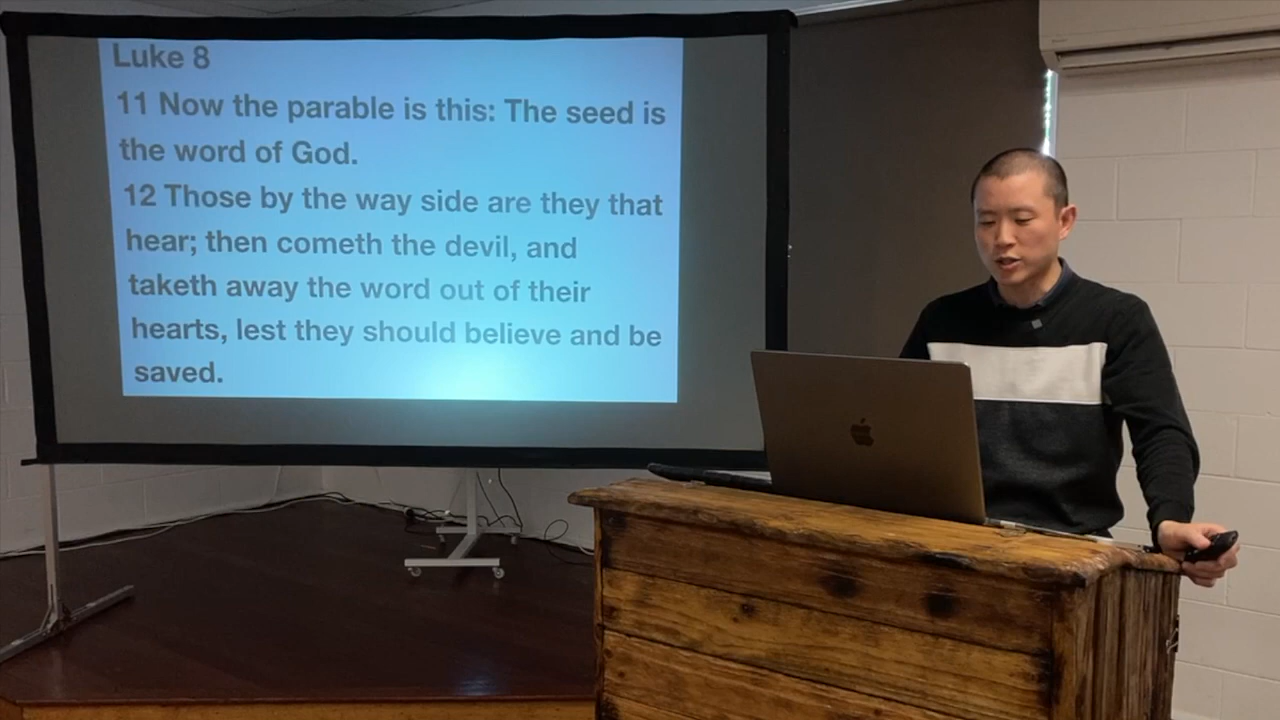 Luke 8
11 Now the parable is this: The seed is
the word of God.
12 Those by the way side are they that
hear; then cometh the devil, and
taketh away the word out of their
hearts, lest they should believe and be
saved.